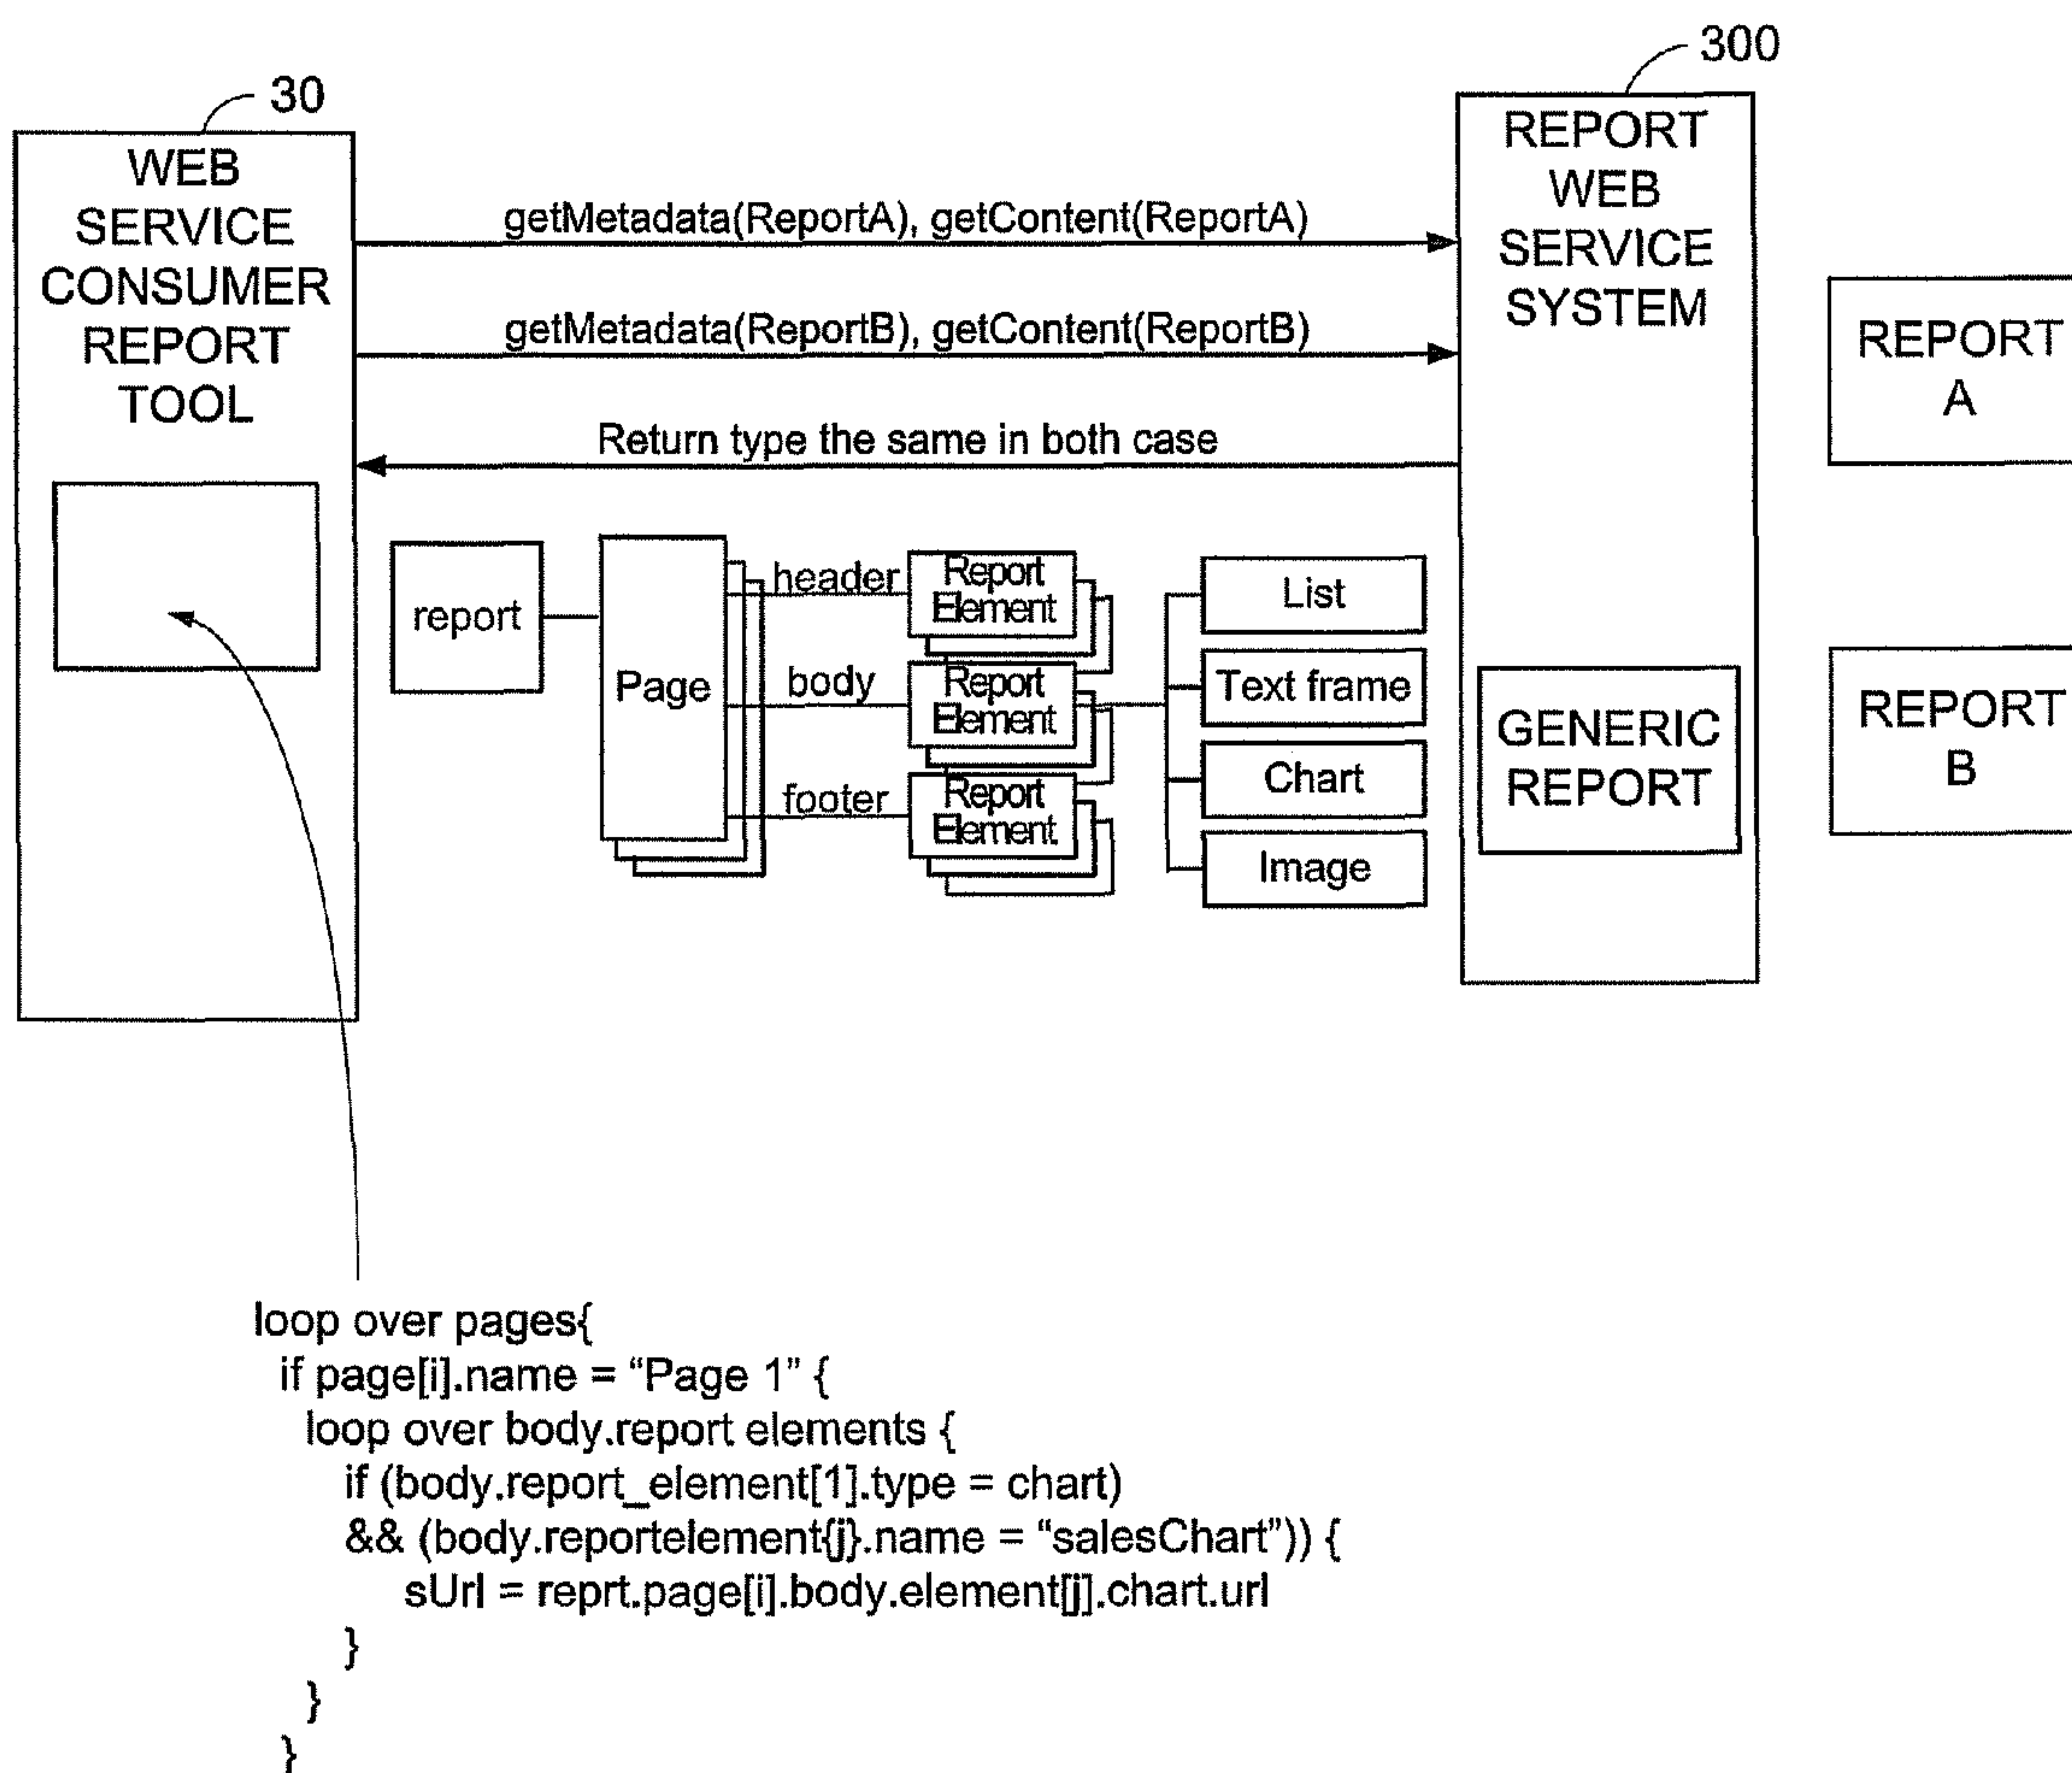 300
30
WEB
SERVICE
CONSUMER
REPORT
TOOL
REPORT
WEB
SERVICE
SYSTEM
getMetadata(ReportA), getContent(ReportA)
getMetadata(ReportB), getContent(ReportB)
Return type the same in both case
REPORT
A
report
Page
header
body
footer
Report
Element
Report
Element
Report
Element
List
Text frame
Chart
Image
GENERIC
REPORT
REPORT
B
loop over pages{
if page[i].name = “Page 1” {
loop over body.report elements {
if (body.report_element[1].type = chart)
&& (body.reportelement{j}.name = “salesChart”)) {
sUrl = reprt.page[i].body.element[j].chart.url
}
}
}